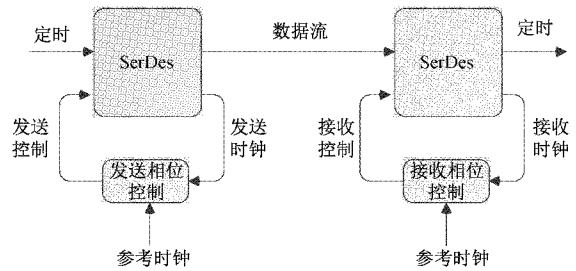 定时
SerDes
数据流
SerDes
定时
发送
控制
发送
时钟
接收
控制
接收
时钟
发送相位
控制
接收相位
控制
参考时钟
参考时钟